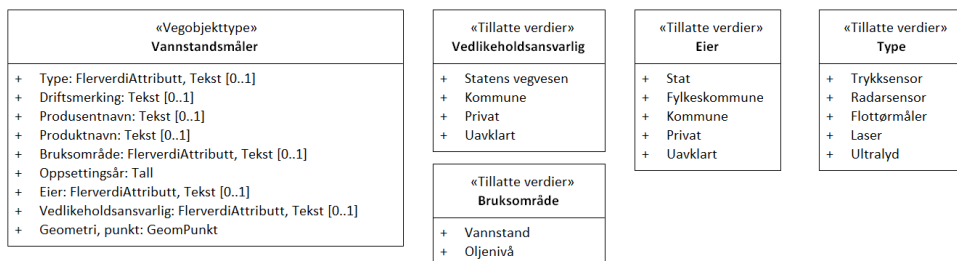 «Vegobjekttype»
Vannstandsmåler
+ Type: FlerverdiAttributt, Tekst [0..1]
+ Driftsmerking: Tekst [0..1]
+ Produsentnavn: Tekst [0..1]
+ Produktnavn: Tekst [0..1]
+ Bruksområde: FlerverdiAttributt, Tekst [0..1]
+ Oppsettingsår: Tall
+ Eier: FlerverdiAttributt, Tekst [0..1]
+ Vedlikeholdsansvarlig: FlerverdiAttributt, Tekst [0..1]
+ Geometri, punkt: GeomPunkt
«Tillatte verdier»
Vedlikeholdsansvarlig
+ Statens vegvesen
+ Kommune
+ Privat
+ Uavklart
«Tillatte verdier»
Bruksområde
+ Vannstand
+ Oljenivå
«Tillatte verdier»
Eier
+ Stat
+ Fylkeskommune
+ Kommune
+ Privat
+ Uavklart
«Tillatte verdier»
Type
+ Trykksensor
+ Radarsensor
+ Flottørmåler
+ Laser
+ Ultralyd